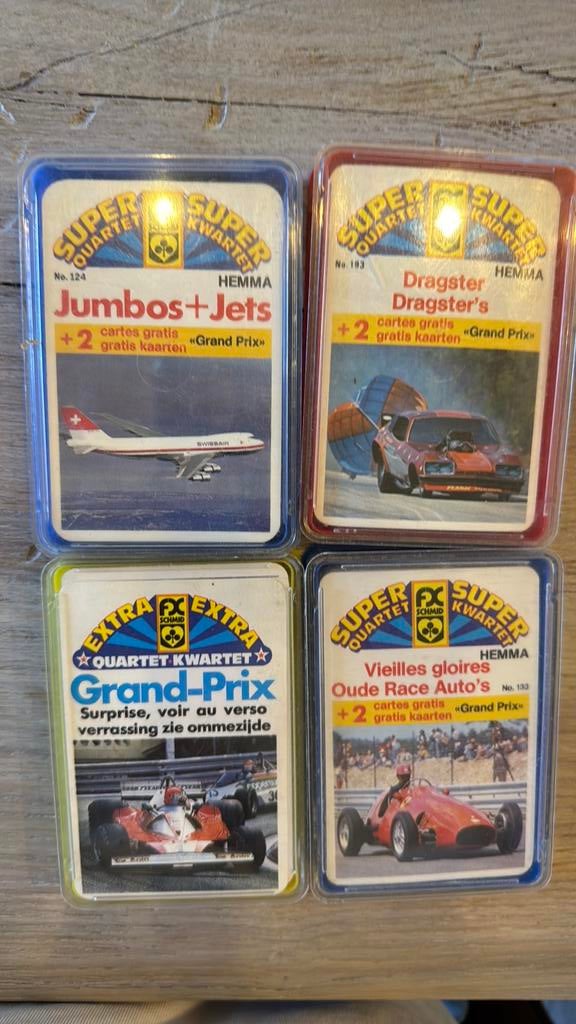 SUPER SUPER
QUARTET KWARTET
No. 124
HEMMA
Jumbos+Jets
+2 cartes gratis
gratis kaarten
«Grand Prix»
SWISSAIR
SUPER SUPER
QUARTET KWARTET
No. 193
HEMMA
Dragster
Dragster's
+2 cartes gratis
gratis kaarten
«Grand Prix»
EXTRA FX EXTRA
SCHMID
QUARTET KWARTET
Grand-Prix
Surprise, voir au verso
verrassing zie ommezijde
SUPER FX SUPER
SCHMID
QUARTET KWARTET
HEMMA
Vieilles gloires
Oude Race Auto's No. 133
+2 cartes gratis
gratis kaarten
«Grand Prix»